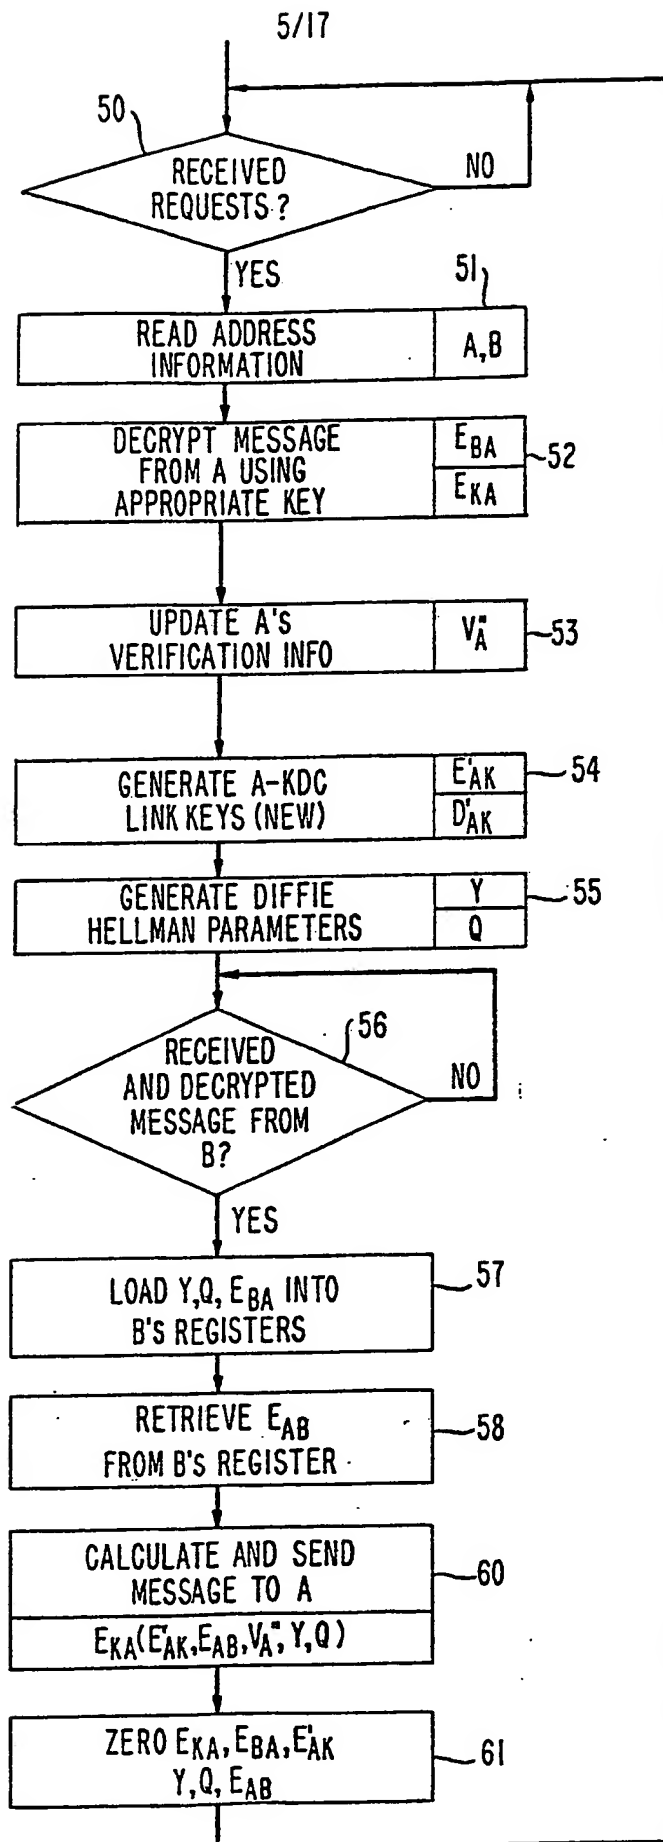 5/17
50
RECEIVED
REQUESTS?
NO
YES
51
READ ADDRESS
INFORMATION
A,B
DECRYPT MESSAGE
FROM A USING
APPROPRIATE KEY
E_BA
E_KA
52
UPDATE A'S
VERIFICATION INFO
V_A"
53
GENERATE A-KDC
LINK KEYS (NEW)
E'_AK
D'_AK
54
GENERATE DIFFIE
HELLMAN PARAMETERS
Y
Q
55
56
RECEIVED
AND DECRYPTED
MESSAGE FROM
B?
NO
YES
57
LOAD Y,Q, E_BA INTO
B'S REGISTERS
RETRIEVE E_AB
FROM B'S REGISTER
58
CALCULATE AND SEND
MESSAGE TO A
60
E_KA(E'_AK,E_AB,V_A",Y,Q)
ZERO E_KA, E_BA, E'_AK
Y,Q, E_AB
61